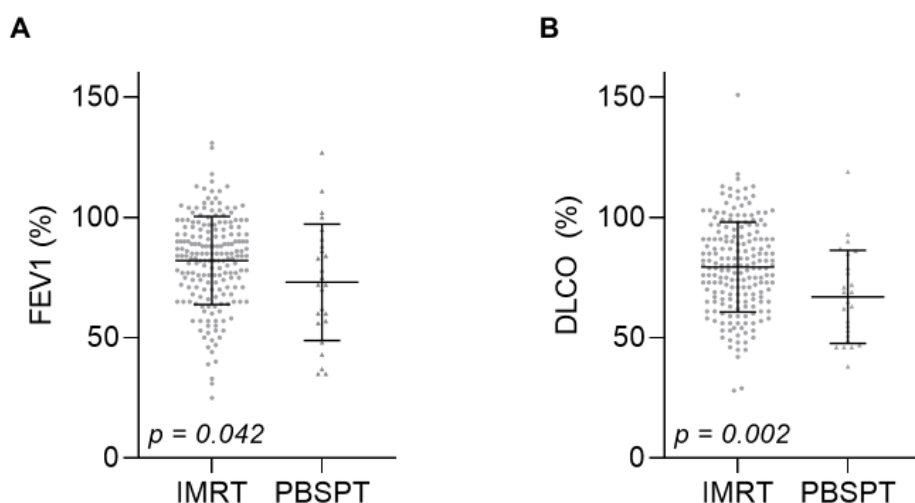 A
FEV1 (%)
150
100
50
0
p = 0.042
IMRT PBSPT
B
DLCO (%)
150
100
50
0
p = 0.002
IMRT PBSPT